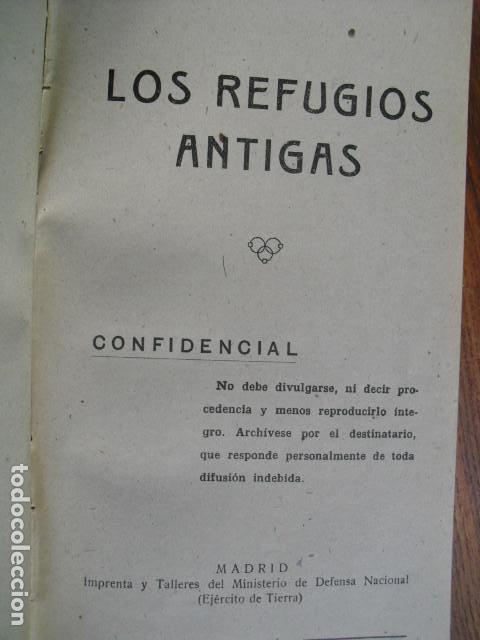 LOS REFUGIOS
ANTIGAS
CONFIDENCIAL
No debe divulgarse, ni decir pro-
cedencia y menos reproducirlo ínte-
gro. Archívese por el destinatario,
que responde personalmente de toda
difusión indebida.
MADRID
Imprenta y Talleres del Ministerio de Defensa Nacional
(Ejército de Tierra)
todocoleccion